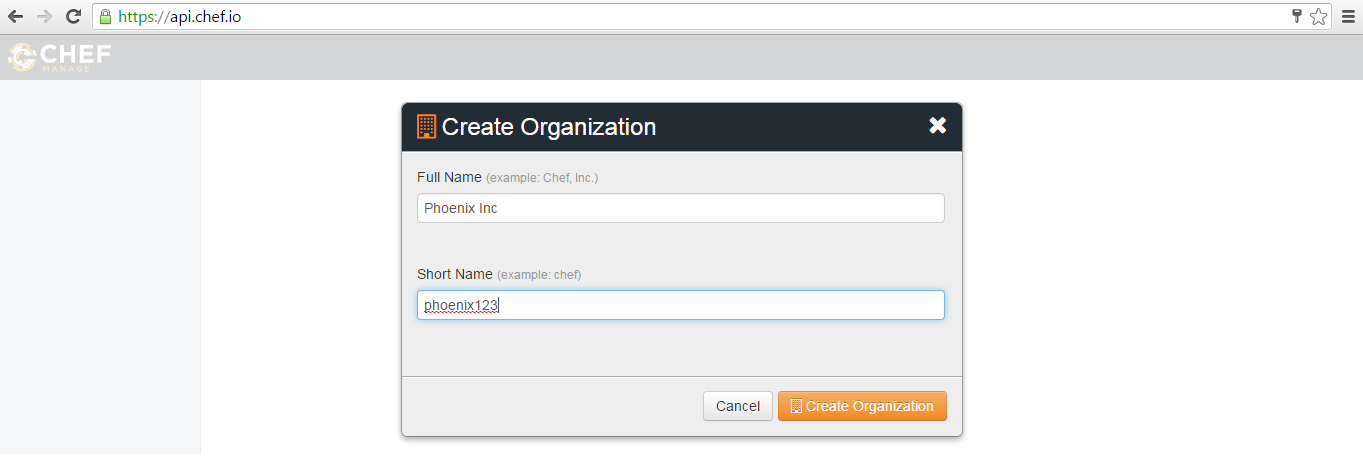 https://api.chef.io
CHEF
MANAGE
Create Organization
Full Name (example: Chef, Inc.)
Phoenix Inc
Short Name (example: chef)
phoenix123
Cancel
Create Organization